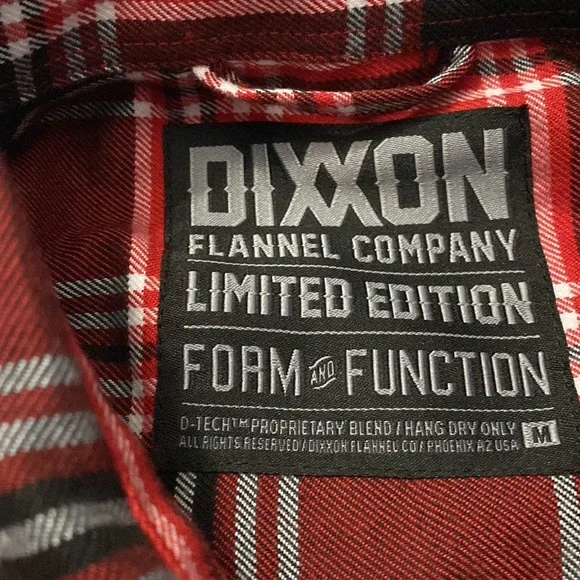 DIXXON
FLANNEL COMPANY
LIMITED EDITION
FORM AND FUNCTION
D-TECH™ PROPRIETARY BLEND / HANG DRY ONLY
ALL RIGHTS RESERVED / DIXXON FLANNEL CO / PHOENIX AZ USA
M